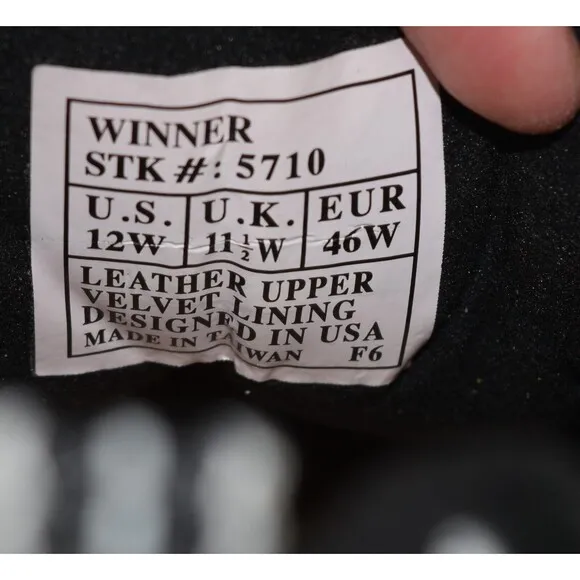 WINNER
STK #: 5710
U.S. U.K. EUR
12W 11½W 46W
LEATHER UPPER
VELVET LINING
DESIGNED IN USA
MADE IN TAIWAN F6